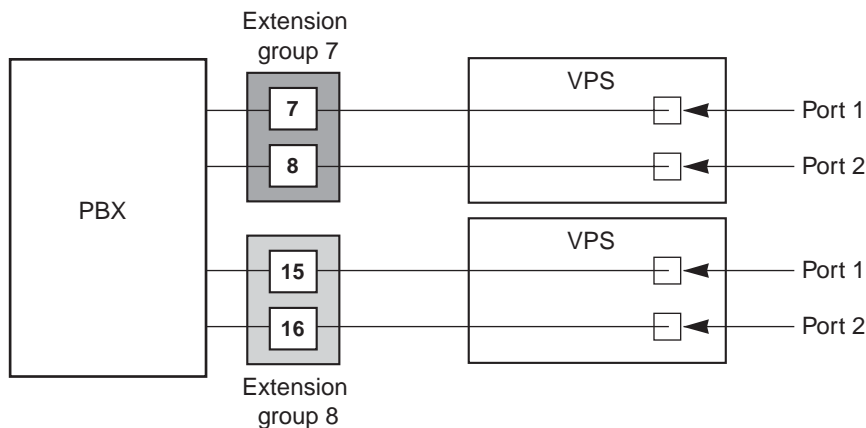 Extension
group 7
VPS
7
Port 1
8
Port 2
PBX
VPS
15
Port 1
16
Port 2
Extension
group 8